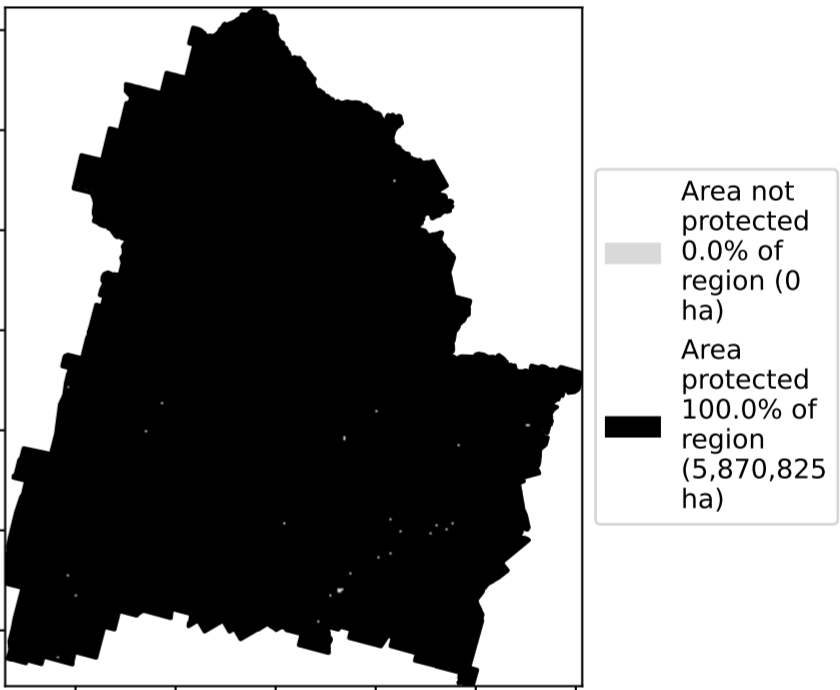 Area not
protected
0.0% of
region (0
ha)
Area
protected
100.0% of
region
(5,870,825
ha)